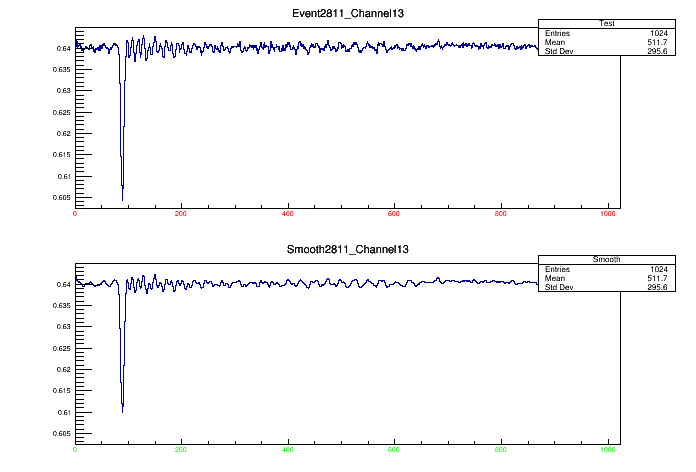 Event2811_Channel13
Test
Entries 1024
Mean 511.7
Std Dev 295.6
0.64
0.635
0.63
0.625
0.62
0.615
0.61
0.605
0 200 400 600 800 1000
Smooth2811_Channel13
Smooth
Entries 1024
Mean 511.7
Std Dev 295.6
0.64
0.635
0.63
0.625
0.62
0.615
0.61
0.605
0 200 400 600 800 1000